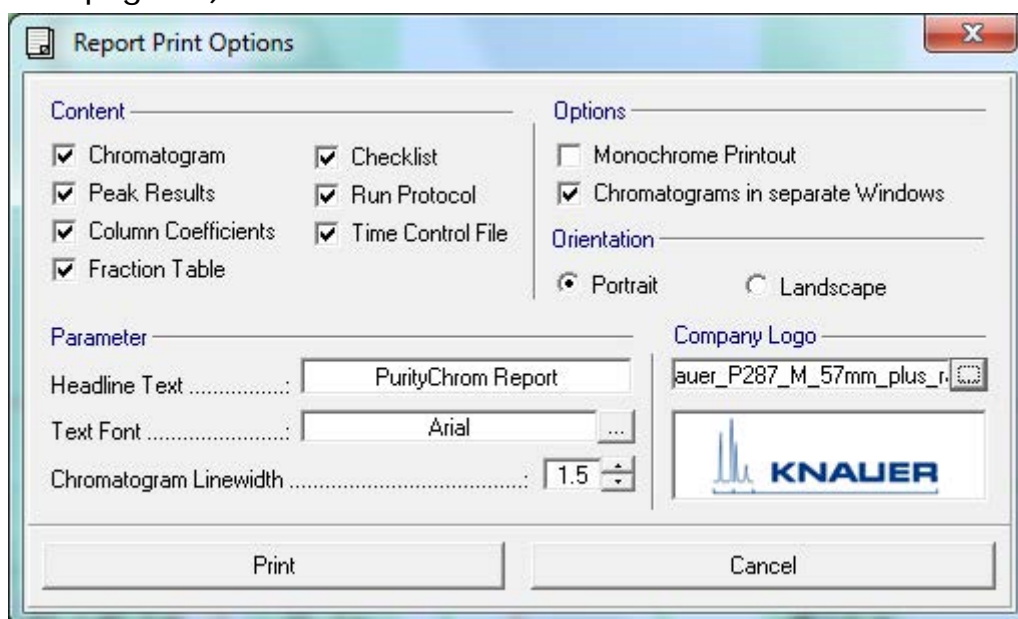 Report Print Options
Content
Options
Chromatogram
Checklist
Monochrome Printout
Peak Results
Run Protocol
Chromatograms in separate Windows
Column Coefficients
Time Control File
Orientation
Fraction Table
Portrait
Landscape
Parameter
Company Logo
Headline Text ..............: PurityChrom Report
auer_P287_M_57mm_plus_r
Text Font ......................: Arial ...
Chromatogram Linewidth ......................................: 1.5
KNAUER
Print
Cancel